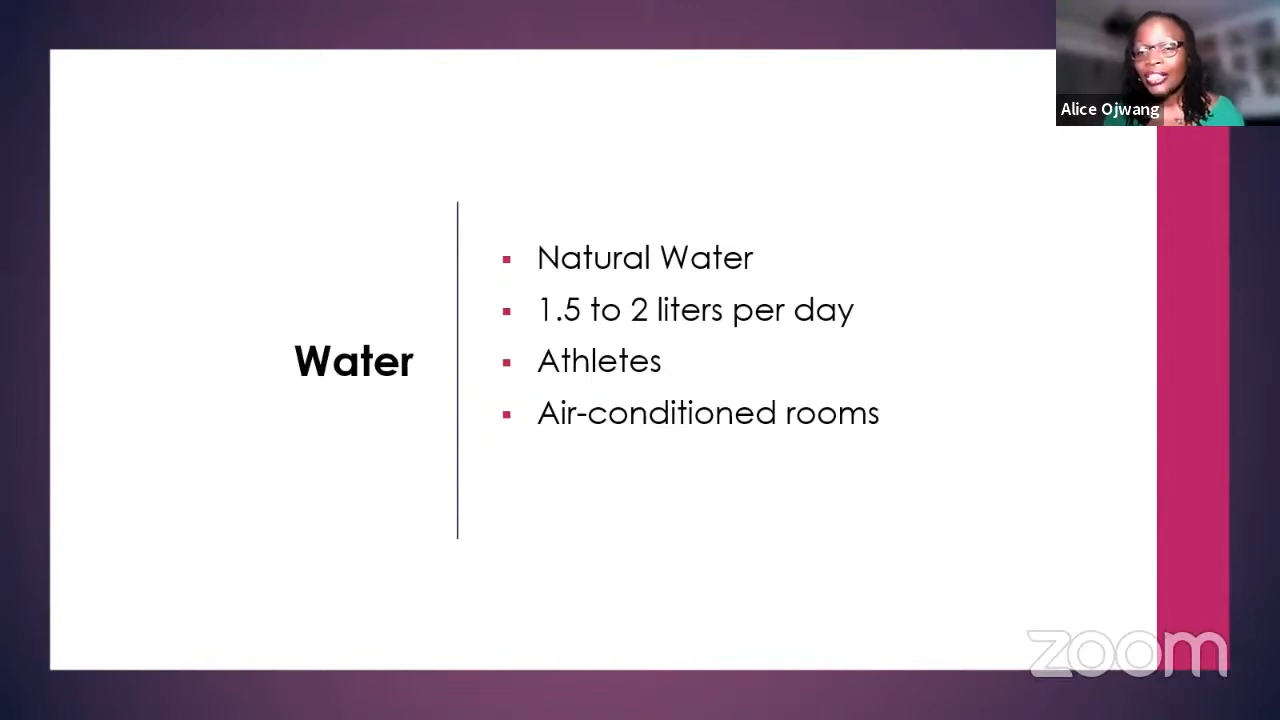 Alice Ojwang
Water
Natural Water
1.5 to 2 liters per day
Athletes
Air-conditioned rooms
zoom